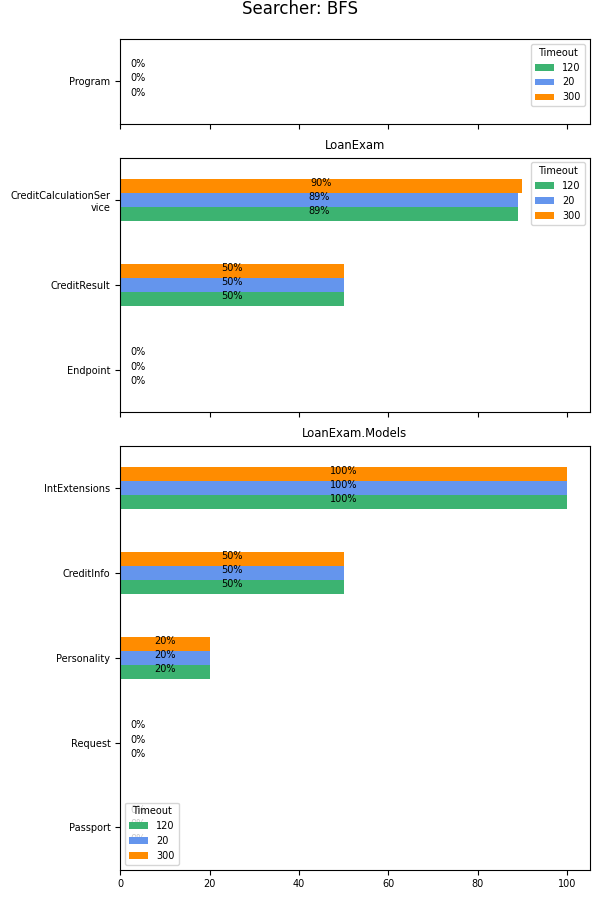 Searcher: BFS
Program
0%
0%
0%
Timeout
120
20
300
LoanExam
CreditCalculationSer
vice
90%
89%
89%
Timeout
120
20
300
CreditResult
50%
50%
50%
Endpoint
0%
0%
0%
LoanExam.Models
IntExtensions
100%
100%
100%
CreditInfo
50%
50%
50%
Personality
20%
20%
20%
Request
0%
0%
0%
Passport
Timeout
120
20
300
0 20 40 60 80 100